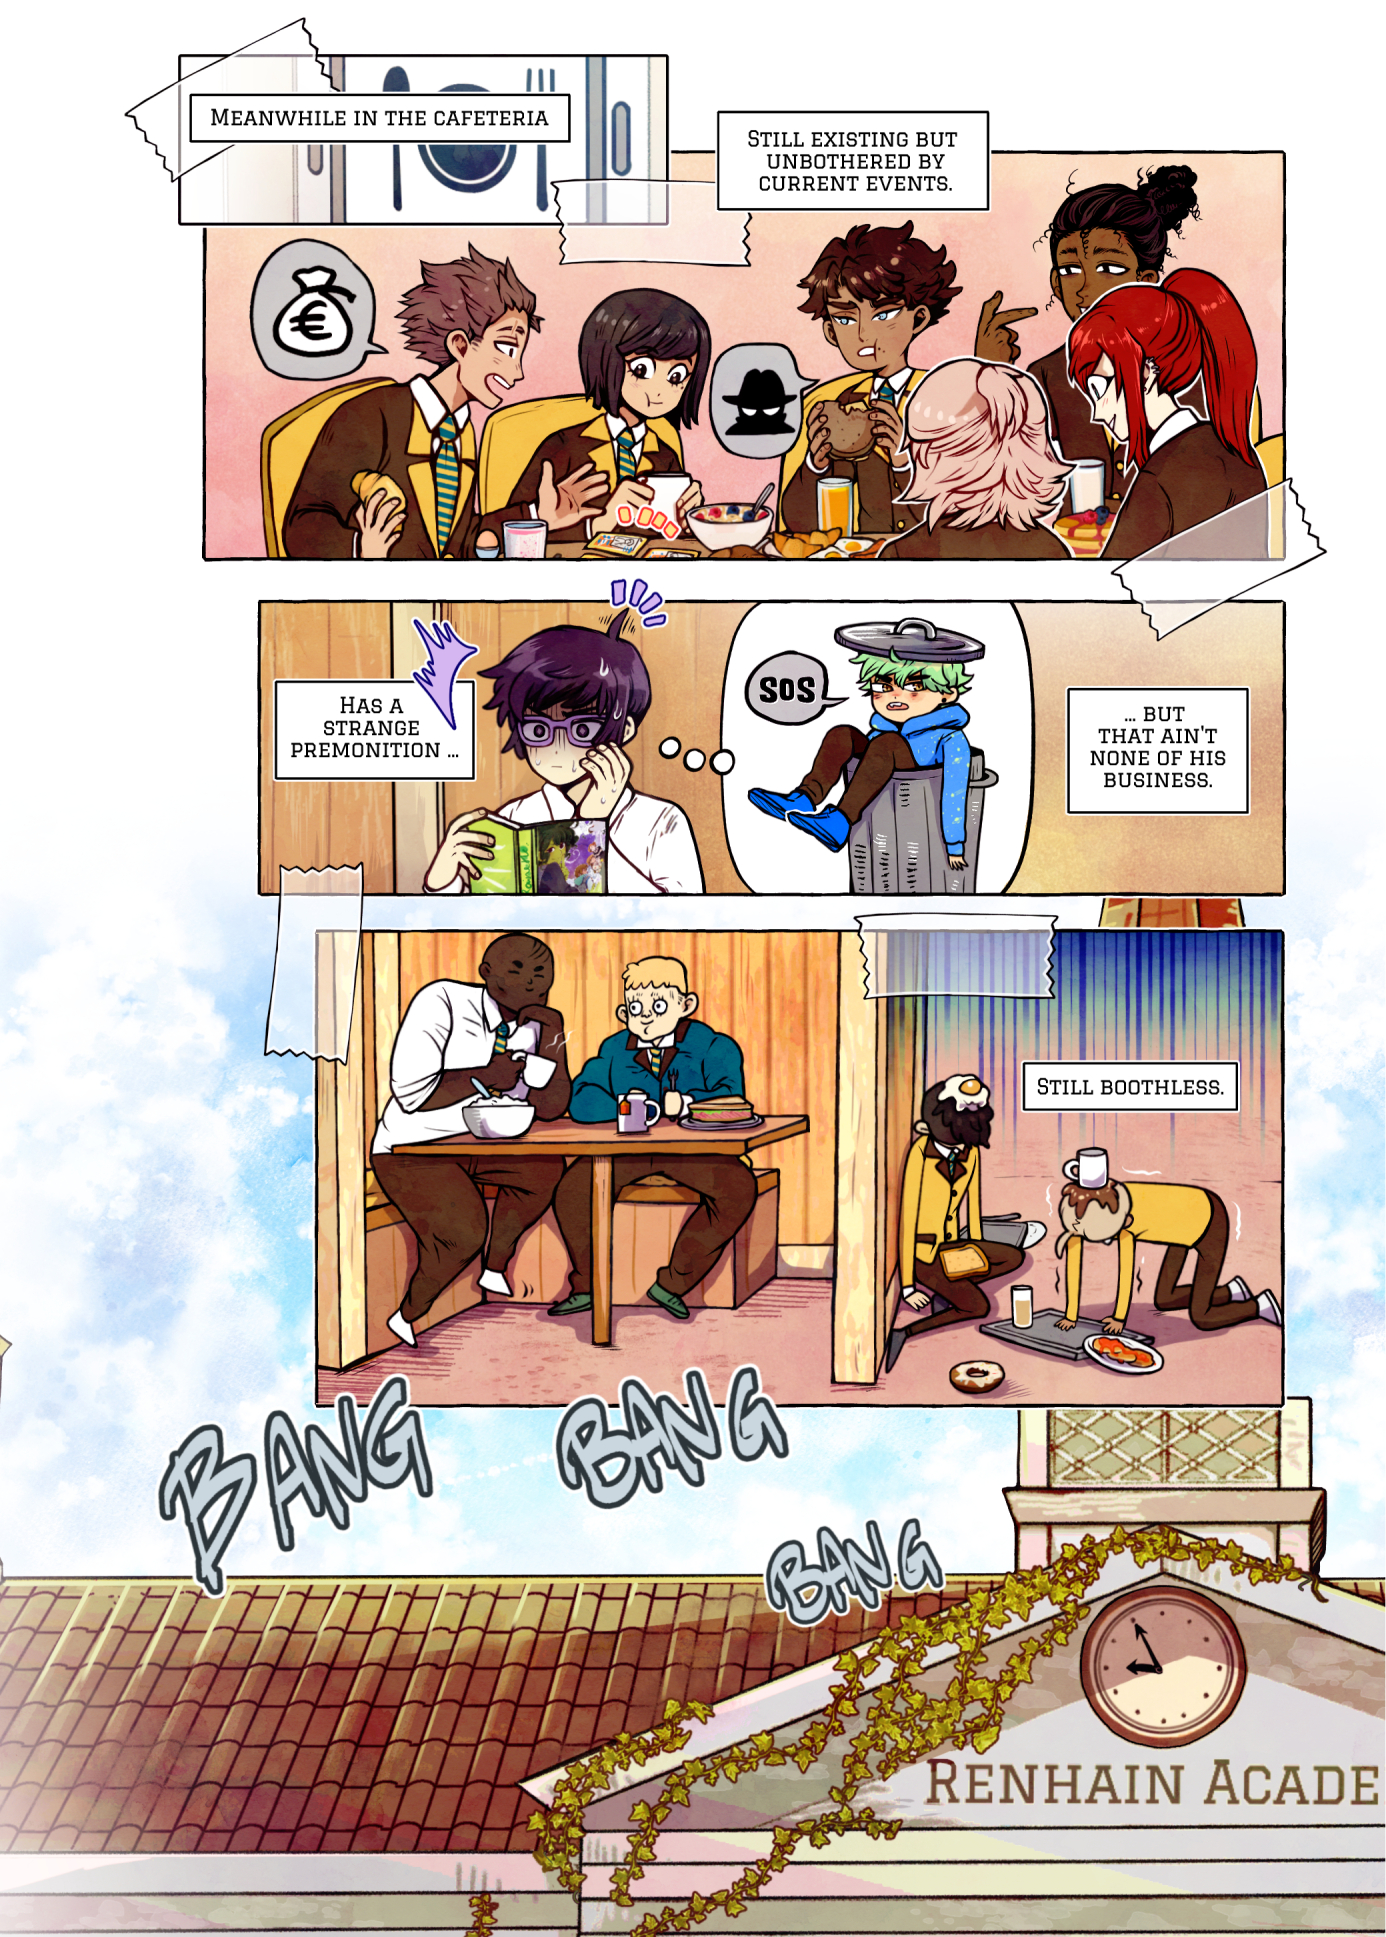 MEANWHILE IN THE CAFETERIA
STILL EXISTING BUT
UNBOTHERED BY
CURRENT EVENTS.
€
HAS A
STRANGE
PREMONITION ...
SOS
... BUT
THAT AIN'T
NONE OF HIS
BUSINESS.
STILL BOOTHLESS.
BANG
BANG
BANG
RENHAIN ACADE